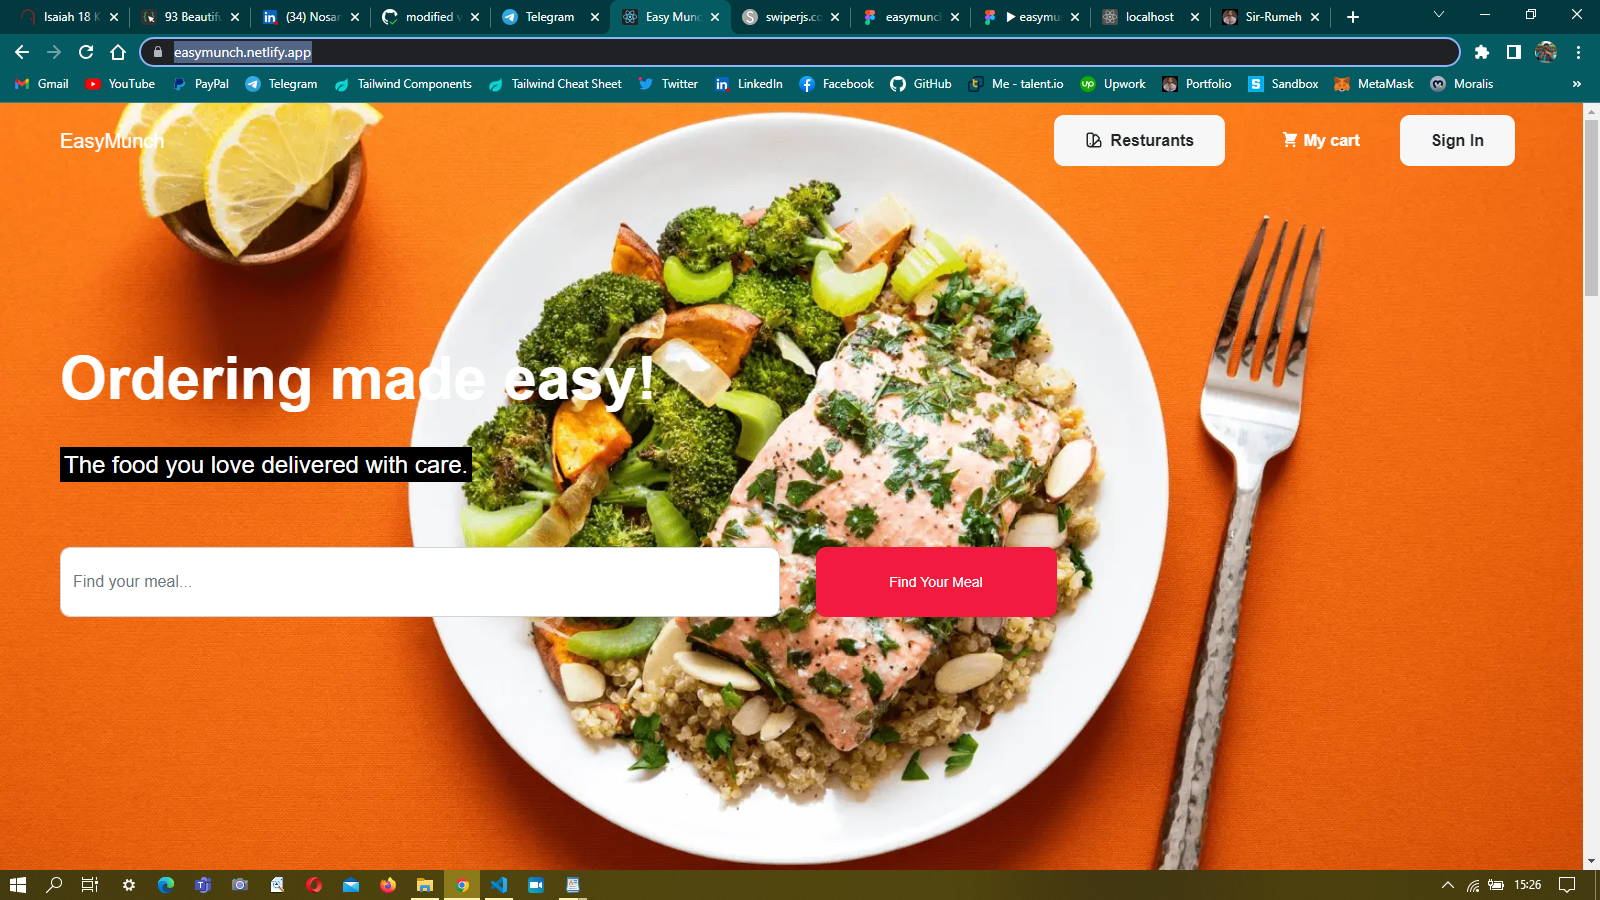 Isaiah 18 K
93 Beautifu
(34) Nosar
modified v
Telegram
Easy Munc
swiperjs.co
easymunch
▶ easymun
localhost
Sir-Rumeh
easymunch.netlify.app
Gmail
YouTube
PayPal
Telegram
Tailwind Components
Tailwind Cheat Sheet
Twitter
LinkedIn
Facebook
GitHub
Me - talent.io
Upwork
Portfolio
Sandbox
MetaMask
Moralis
»
EasyMunch
Resturants
My cart
Sign In
Ordering made easy!
The food you love delivered with care.
Find your meal...
Find Your Meal
15:26